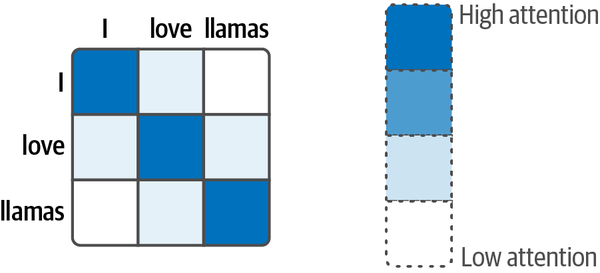 I love llamas
High attention
I
love
llamas
Low attention